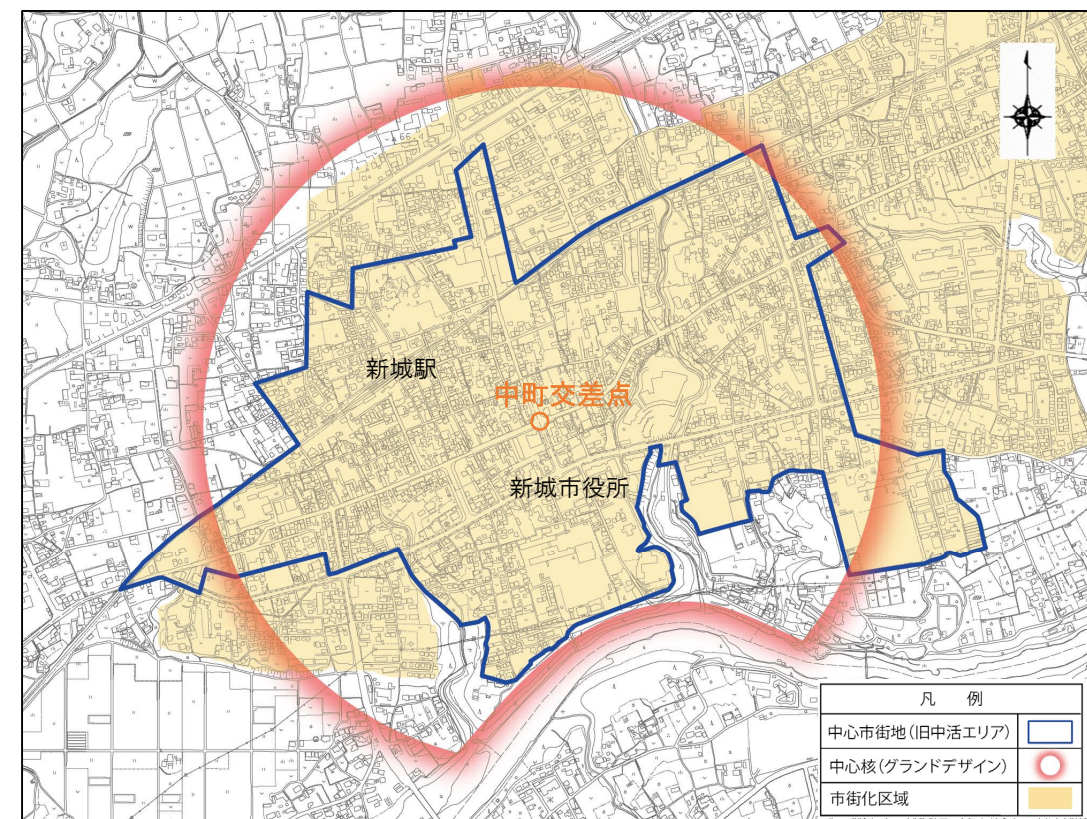 新城駅
中町交差点
新城市役所
凡 例
中心市街地(旧中活エリア)
中心核(グランドデザイン)
市街化区域